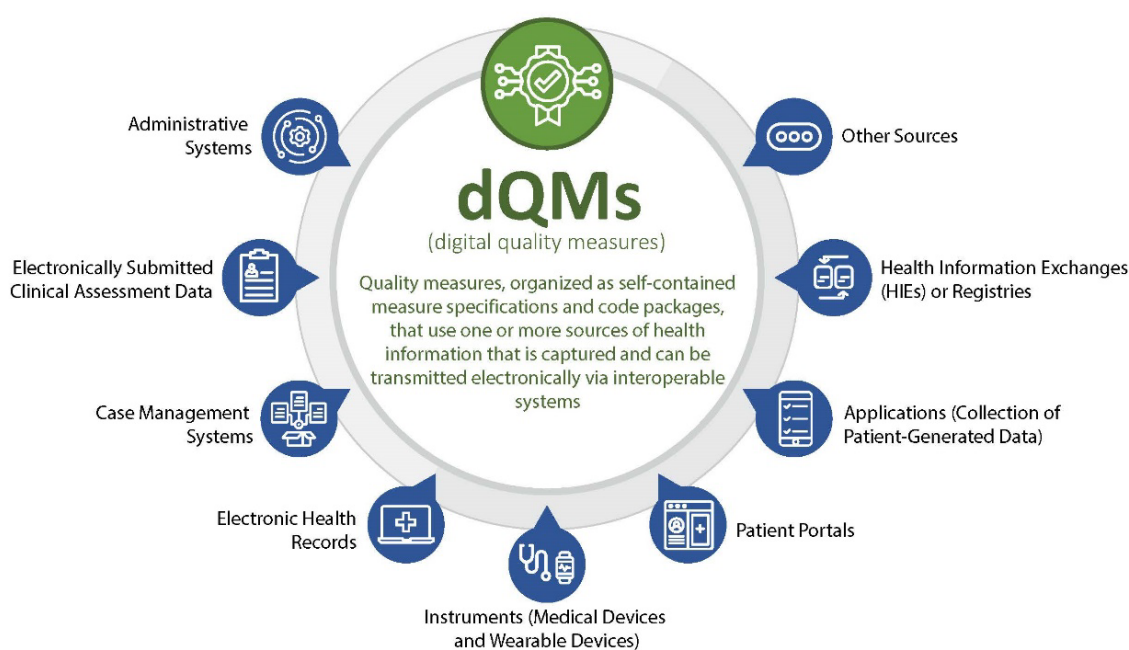 dQMs
(digital quality measures)
Quality measures, organized as self-contained
measure specifications and code packages,
that use one or more sources of health
information that is captured and can be
transmitted electronically via interoperable
systems
Administrative
Systems
Electronically Submitted
Clinical Assessment Data
Case Management
Systems
Electronic Health
Records
Instruments (Medical Devices
and Wearable Devices)
Patient Portals
Applications (Collection of
Patient-Generated Data)
Health Information Exchanges
(HIEs) or Registries
Other Sources